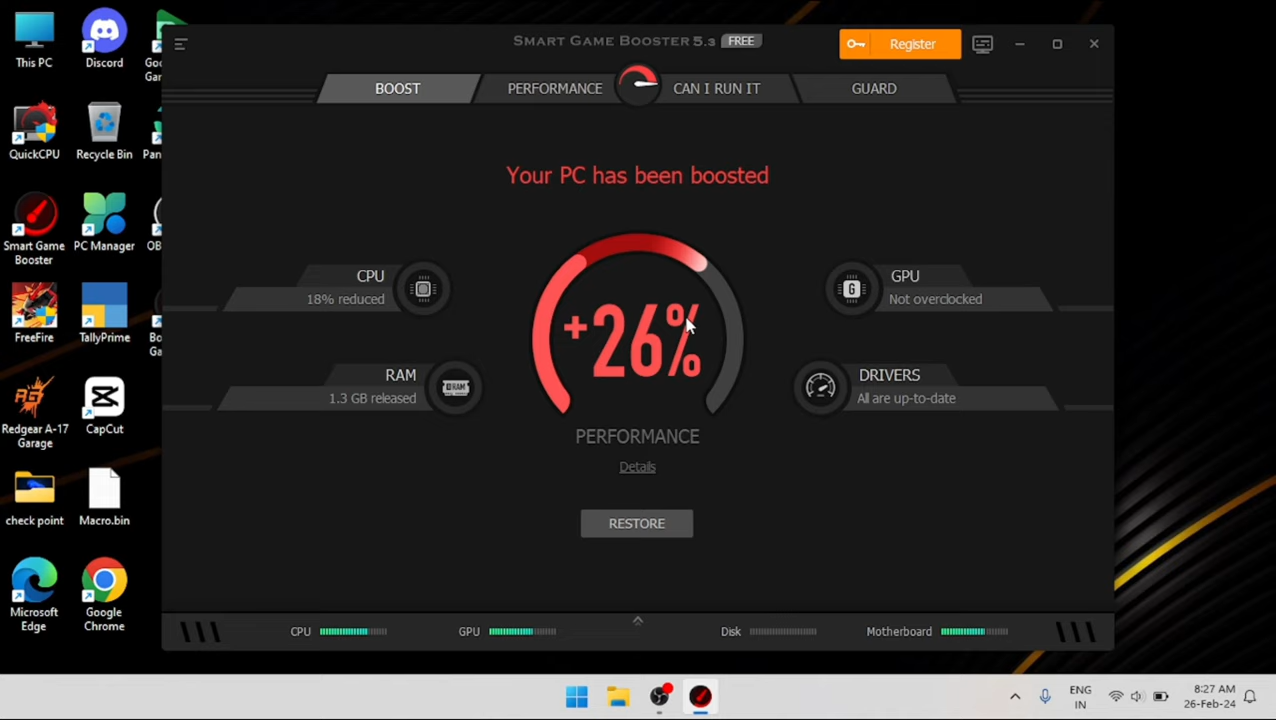 SMART GAME BOOSTER 5.3 FREE
Register
BOOST
PERFORMANCE
CAN I RUN IT
GUARD
Your PC has been boosted
CPU
18% reduced
RAM
1.3 GB released
+26%
PERFORMANCE
Details
RESTORE
GPU
Not overclocked
DRIVERS
All are up-to-date
CPU
GPU
Disk
Motherboard
This PC
Discord
QuickCPU
Recycle Bin
Smart Game
Booster
PC Manager
FreeFire
TallyPrime
Redgear A-17
Garage
CapCut
check point
Macro.bin
Microsoft
Edge
Google
Chrome
ENG
IN
8:27 AM
26-Feb-24